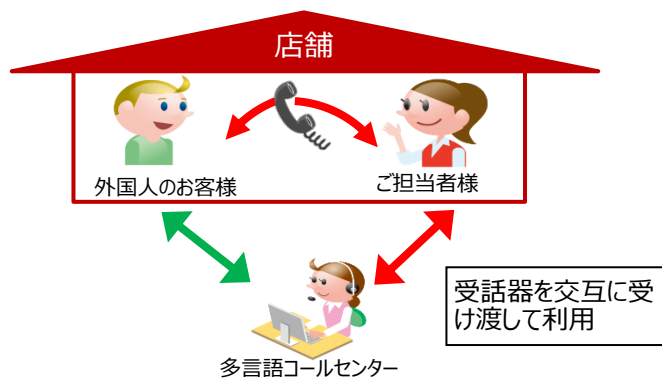 店舗
外国人のお客様
ご担当者様
受話器を交互に受
け渡して利用
多言語コールセンター